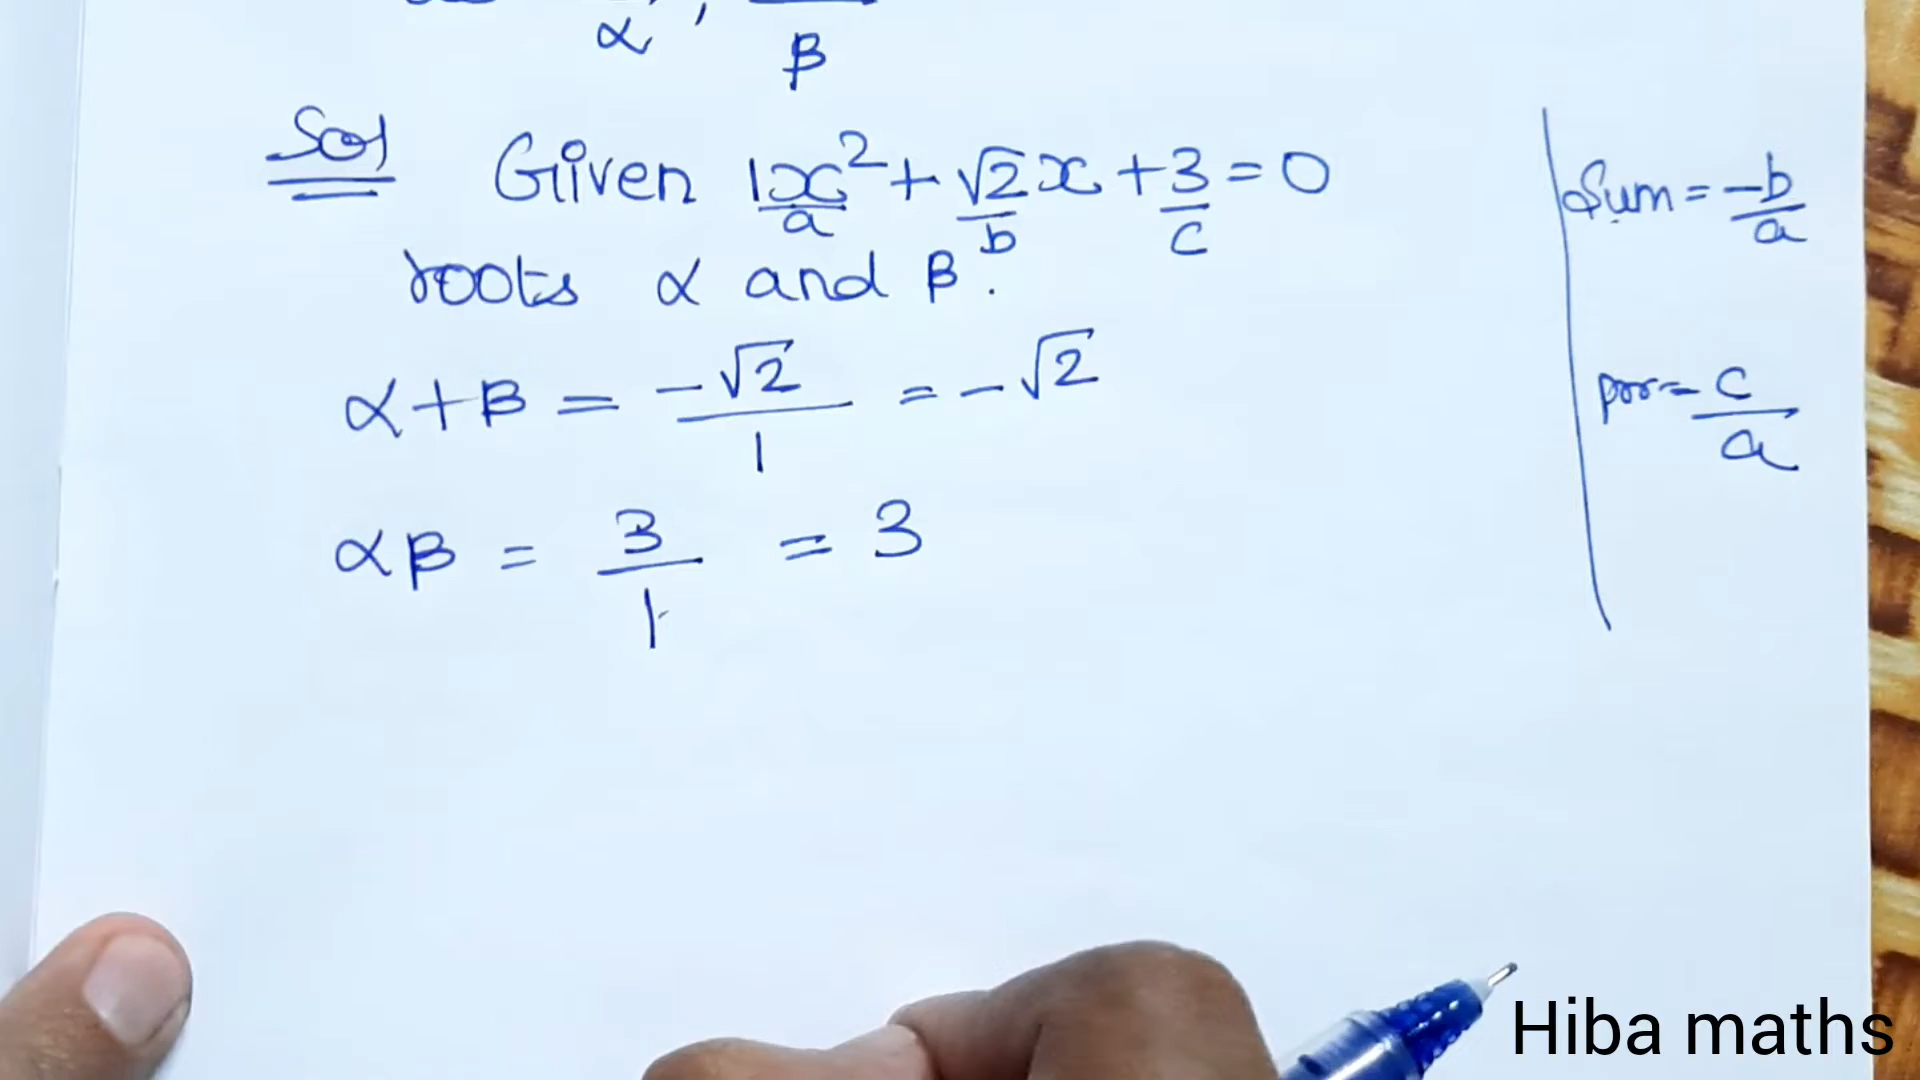 α , β
Sol Given 1x² + √2x + 3 = 0
a b c
roots α and β.
α + β = -√2/1 = -√2
αβ = 3/1 = 3
Sum = -b/a
pro = c/a
Hiba maths